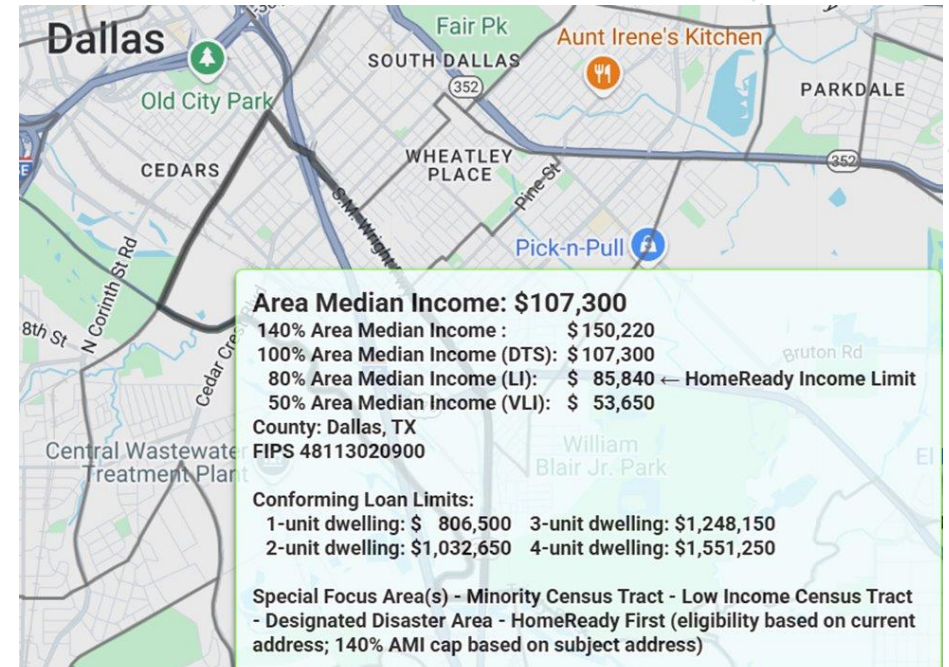 Dallas
Fair Pk
Aunt Irene's Kitchen
SOUTH DALLAS
352
Old City Park
PARKDALE
CEDARS
WHEATLEY
PLACE
352
Pine St
S.M. Wright
Pick-n-Pull
N Corinth St Rd
8th St
Cedar Crest Blvd
Bruton Rd
Central Wastewater
Treatment Plant
William
Blair Jr. Park
El
Area Median Income: $107,300
140% Area Median Income : $150,220
100% Area Median Income (DTS): $107,300
80% Area Median Income (LI): $ 85,840 ← HomeReady Income Limit
50% Area Median Income (VLI): $ 53,650
County: Dallas, TX
FIPS 48113020900
Conforming Loan Limits:
1-unit dwelling: $ 806,500 3-unit dwelling: $1,248,150
2-unit dwelling: $1,032,650 4-unit dwelling: $1,551,250
Special Focus Area(s) - Minority Census Tract - Low Income Census Tract
- Designated Disaster Area - HomeReady First (eligibility based on current
address; 140% AMI cap based on subject address)